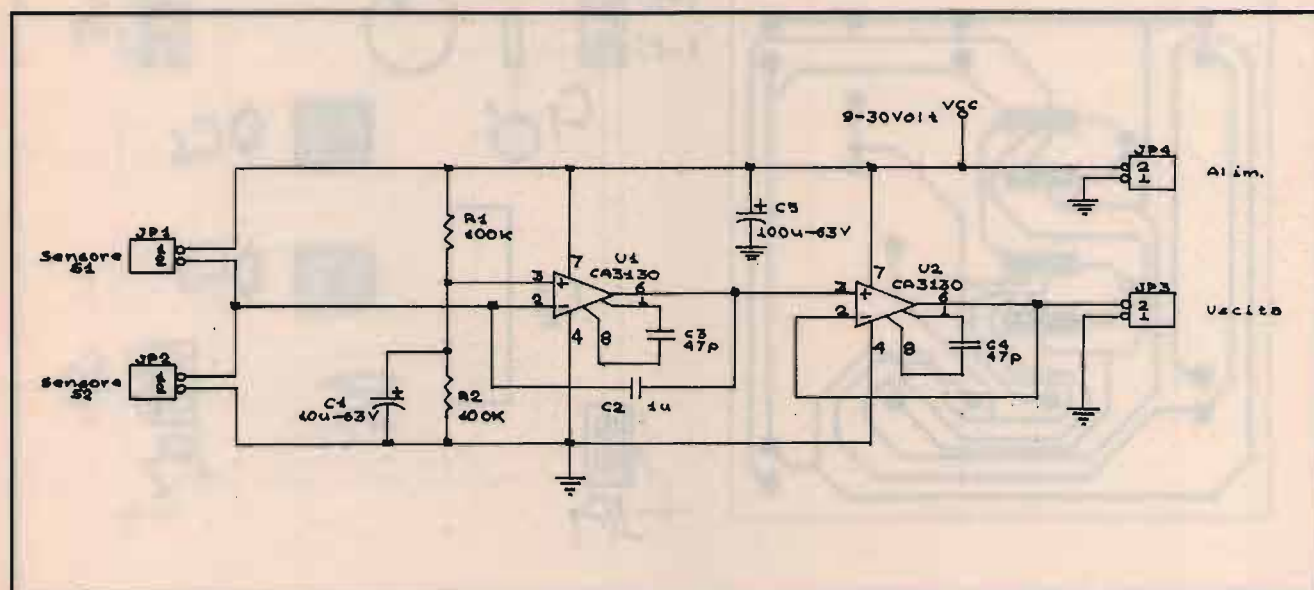 9-30Volt
VCC
JP4
2
1
Alim.
JP1
Sensore
S1
R1
100K
C5
100u-63V
+
U1
CA3130
7
3
+
2
-
6
1
4
8
C3
47p
U2
CA3130
7
3
+
2
-
6
1
4
8
C4
47p
JP3
2
1
Uscita
JP2
Sensore
S2
C1
10u-63V
+
R2
100K
C2
1u